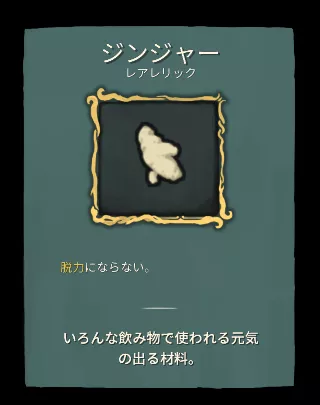 ジンジャー
レアレリック
脱力にならない。
いろんな飲み物で使われる元気
の出る材料。